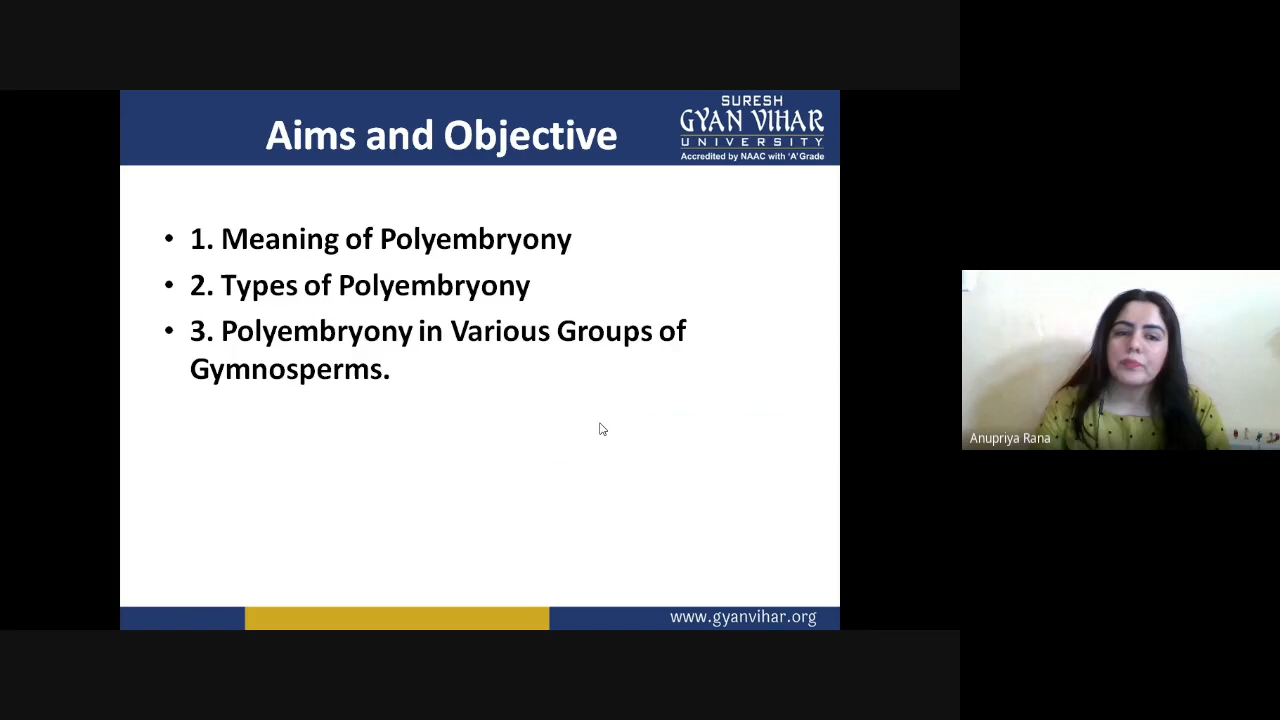 Aims and Objective
SURESH
GYAN VIHAR
UNIVERSITY
Accredited by NAAC with 'A' Grade
• 1. Meaning of Polyembryony
• 2. Types of Polyembryony
• 3. Polyembryony in Various Groups of
Gymnosperms.
Anupriya Rana
www.gyanvihar.org